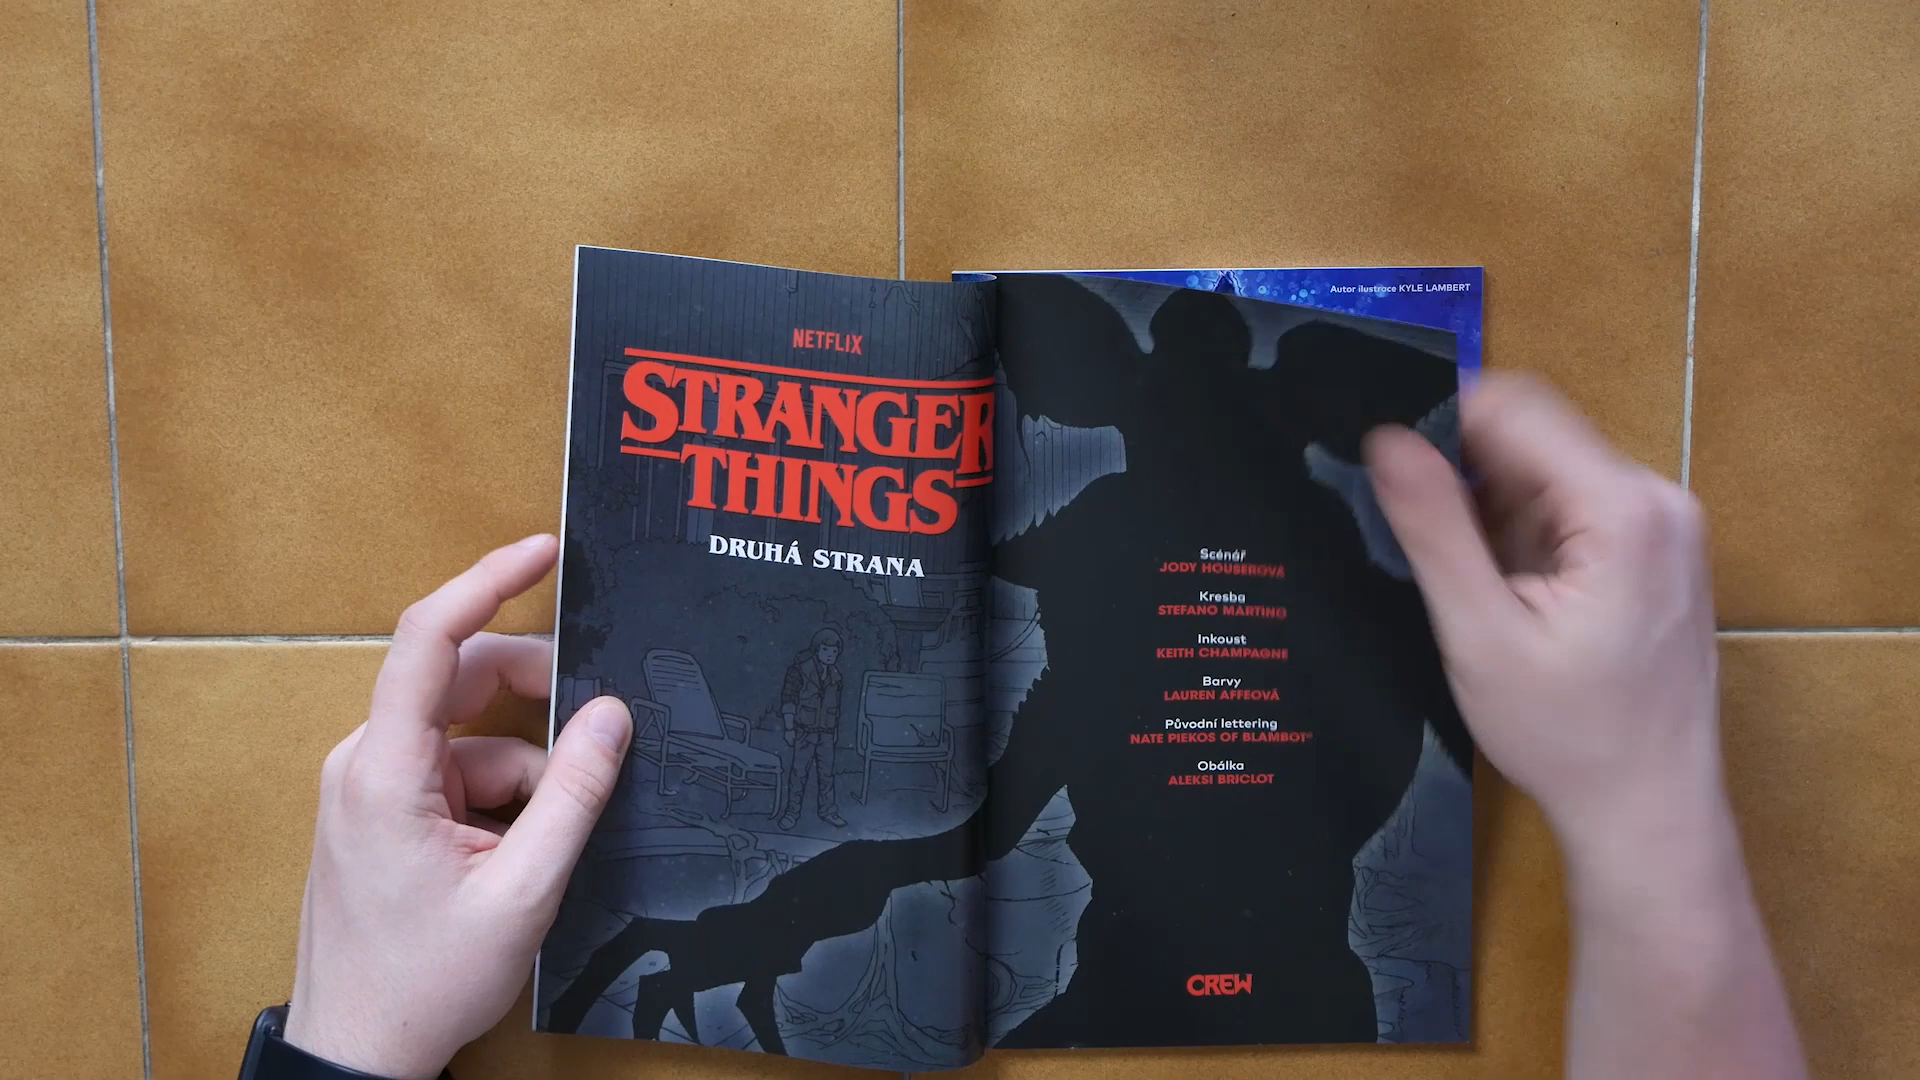 NETFLIX
STRANGER
THINGS
DRUHÁ STRANA
Autor ilustrace KYLE LAMBERT
Scénář
JODY HOUSEROVÁ
Kresba
STEFANO MARTINO
Inkoust
KEITH CHAMPAGNE
Barvy
LAUREN AFFEOVÁ
Původní lettering
NATE PIEKOS OF BLAMBOT®
Obálka
ALEKSI BRICLOT
CREW